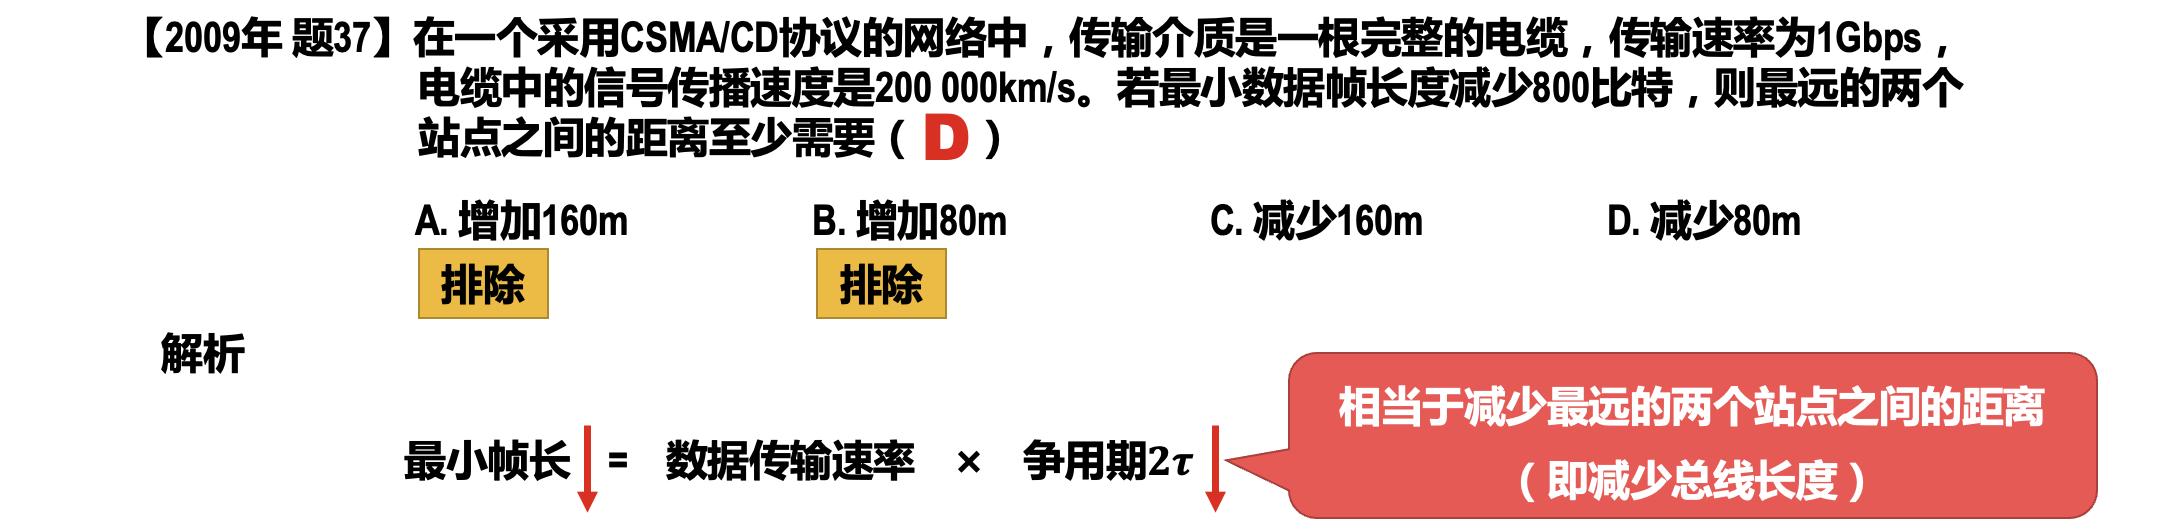 【2009年 题37】在一个采用CSMA/CD协议的网络中，传输介质是一根完整的电缆，传输速率为1Gbps，
电缆中的信号传播速度是200 000km/s。若最小数据帧长度减少800比特，则最远的两个
站点之间的距离至少需要（ D ）
A. 增加160m B. 增加80m C. 减少160m D. 减少80m
排除 排除
解析
相当于减少最远的两个站点之间的距离
（即减少总线长度）
最小帧长 = 数据传输速率 × 争用期2τ